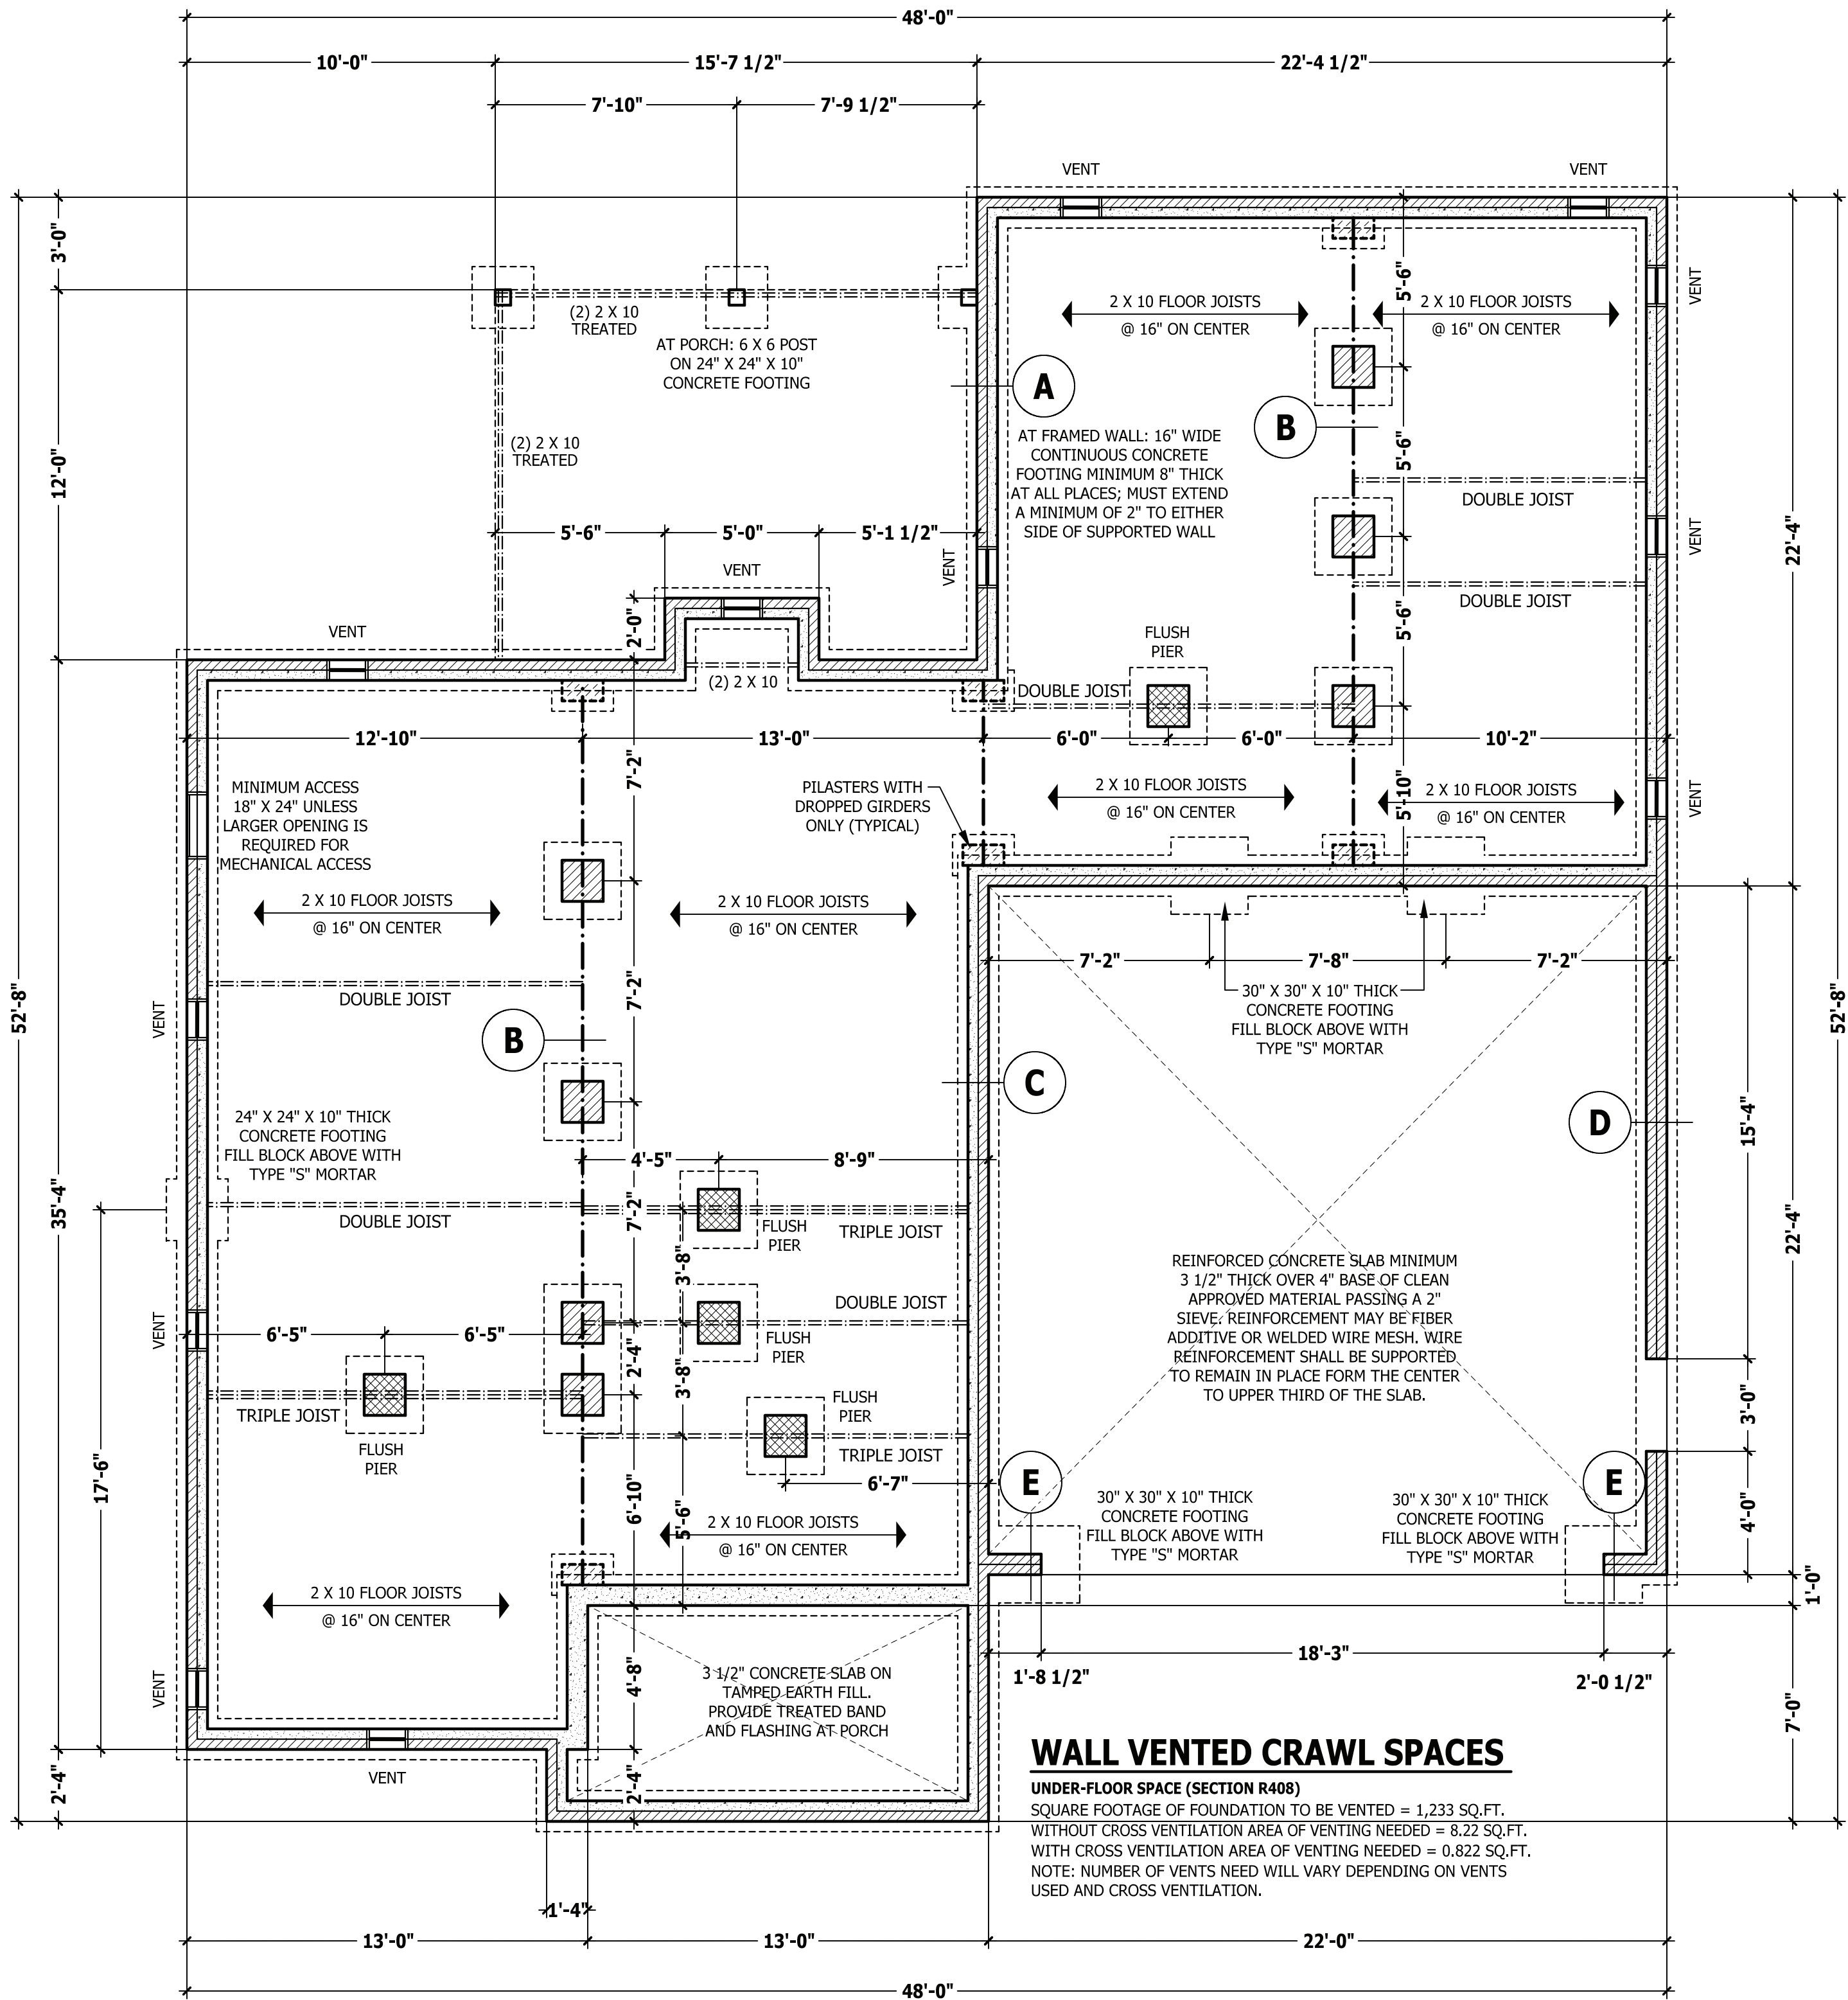 48'-0"
10'-0"
15'-7 1/2"
22'-4 1/2"
7'-10"
7'-9 1/2"
VENT
VENT
3'-0"
5'-6"
VENT
(2) 2 X 10
TREATED
2 X 10 FLOOR JOISTS
@ 16" ON CENTER
2 X 10 FLOOR JOISTS
@ 16" ON CENTER
AT PORCH: 6 X 6 POST
ON 24" X 24" X 10"
CONCRETE FOOTING
A
B
12'-0"
(2) 2 X 10
TREATED
AT FRAMED WALL: 16" WIDE
CONTINUOUS CONCRETE
FOOTING MINIMUM 8" THICK
AT ALL PLACES; MUST EXTEND
A MINIMUM OF 2" TO EITHER
SIDE OF SUPPORTED WALL
5'-6"
DOUBLE JOIST
5'-6"
5'-0"
5'-1 1/2"
VENT
22'-4"
VENT
VENT
DOUBLE JOIST
5'-6"
VENT
2'-0"
FLUSH
PIER
(2) 2 X 10
DOUBLE JOIST
12'-10"
13'-0"
6'-0"
6'-0"
10'-2"
7'-2"
MINIMUM ACCESS
18" X 24" UNLESS
LARGER OPENING IS
REQUIRED FOR
MECHANICAL ACCESS
PILASTERS WITH
DROPPED GIRDERS
ONLY (TYPICAL)
2 X 10 FLOOR JOISTS
@ 16" ON CENTER
5'-10"
2 X 10 FLOOR JOISTS
@ 16" ON CENTER
VENT
2 X 10 FLOOR JOISTS
@ 16" ON CENTER
2 X 10 FLOOR JOISTS
@ 16" ON CENTER
7'-2"
7'-8"
7'-2"
52'-8"
52'-8"
7'-2"
DOUBLE JOIST
VENT
B
30" X 30" X 10" THICK
CONCRETE FOOTING
FILL BLOCK ABOVE WITH
TYPE "S" MORTAR
C
D
15'-4"
24" X 24" X 10" THICK
CONCRETE FOOTING
FILL BLOCK ABOVE WITH
TYPE "S" MORTAR
4'-5"
8'-9"
35'-4"
7'-2"
DOUBLE JOIST
FLUSH
PIER
TRIPLE JOIST
22'-4"
3'-8"
REINFORCED CONCRETE SLAB MINIMUM
3 1/2" THICK OVER 4" BASE OF CLEAN
APPROVED MATERIAL PASSING A 2"
SIEVE. REINFORCEMENT MAY BE FIBER
ADDITIVE OR WELDED WIRE MESH. WIRE
REINFORCEMENT SHALL BE SUPPORTED
TO REMAIN IN PLACE FORM THE CENTER
TO UPPER THIRD OF THE SLAB.
DOUBLE JOIST
VENT
6'-5"
6'-5"
2'-4"
FLUSH
PIER
3'-8"
TRIPLE JOIST
FLUSH
PIER
FLUSH
PIER
TRIPLE JOIST
3'-0"
17'-6"
6'-7"
E
E
6'-10"
5'-6"
30" X 30" X 10" THICK
CONCRETE FOOTING
FILL BLOCK ABOVE WITH
TYPE "S" MORTAR
30" X 30" X 10" THICK
CONCRETE FOOTING
FILL BLOCK ABOVE WITH
TYPE "S" MORTAR
4'-0"
2 X 10 FLOOR JOISTS
@ 16" ON CENTER
2 X 10 FLOOR JOISTS
@ 16" ON CENTER
1'-0"
18'-3"
1'-8 1/2"
2'-0 1/2"
VENT
4'-8"
3 1/2" CONCRETE SLAB ON
TAMPED EARTH FILL.
PROVIDE TREATED BAND
AND FLASHING AT PORCH
7'-0"
VENT
2'-4"
2'-4"
WALL VENTED CRAWL SPACES
UNDER-FLOOR SPACE (SECTION R408)
SQUARE FOOTAGE OF FOUNDATION TO BE VENTED = 1,233 SQ.FT.
WITHOUT CROSS VENTILATION AREA OF VENTING NEEDED = 8.22 SQ.FT.
WITH CROSS VENTILATION AREA OF VENTING NEEDED = 0.822 SQ.FT.
NOTE: NUMBER OF VENTS NEED WILL VARY DEPENDING ON VENTS
USED AND CROSS VENTILATION.
1'-4"
13'-0"
13'-0"
22'-0"
48'-0"